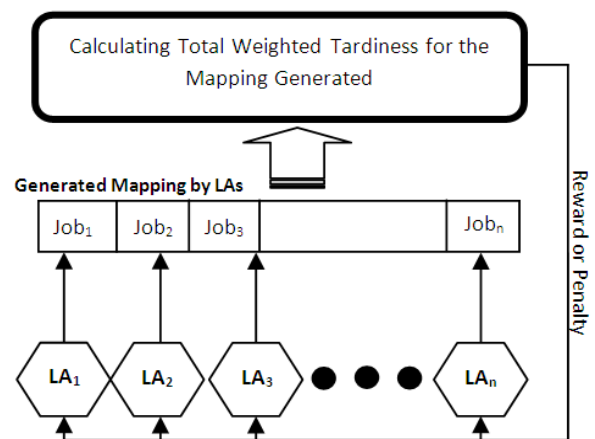 Calculating Total Weighted Tardiness for the
Mapping Generated
Generated Mapping by LAs
Job₁ Job₂ Job₃ Jobₙ
Reward or Penalty
LA₁ LA₂ LA₃ LAₙ